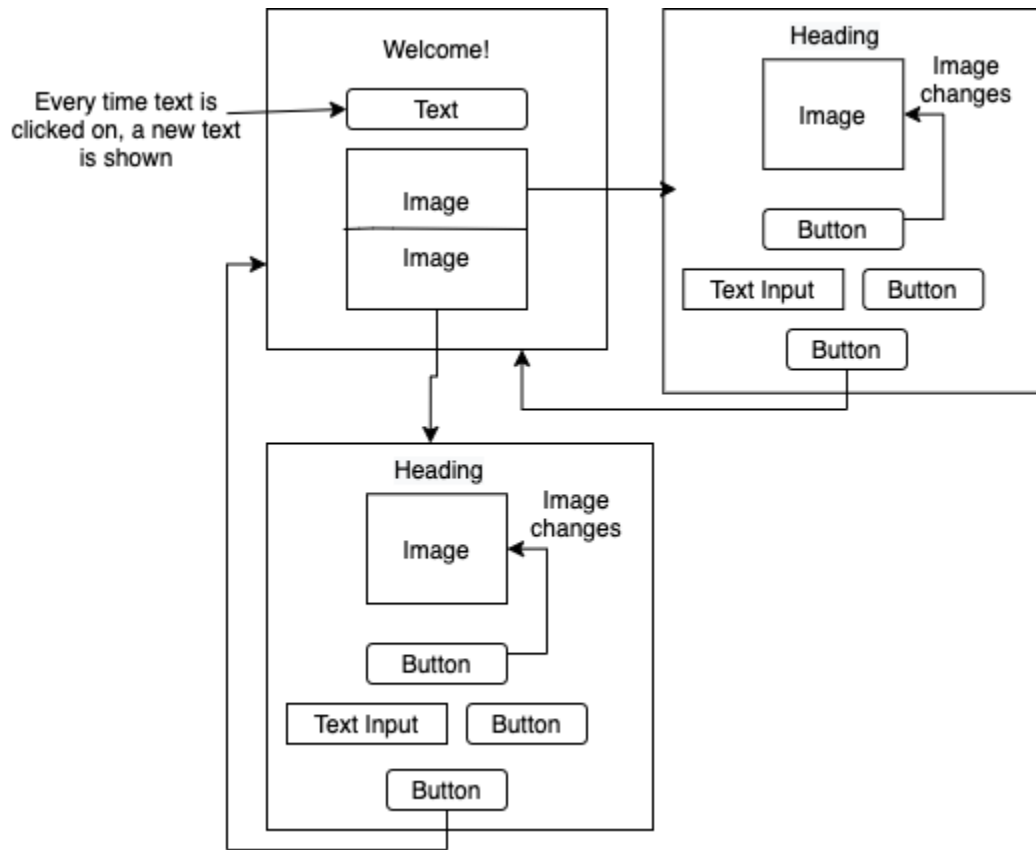 Welcome!
Every time text is
clicked on, a new text
is shown
Text
Image
Image
Heading
Image
changes
Image
Button
Text Input
Button
Button
Heading
Image
changes
Image
Button
Text Input
Button
Button